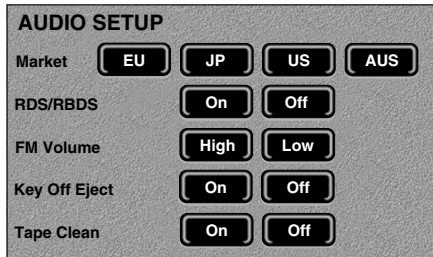 AUDIO SETUP
Market EU JP US AUS
RDS/RBDS On Off
FM Volume High Low
Key Off Eject On Off
Tape Clean On Off